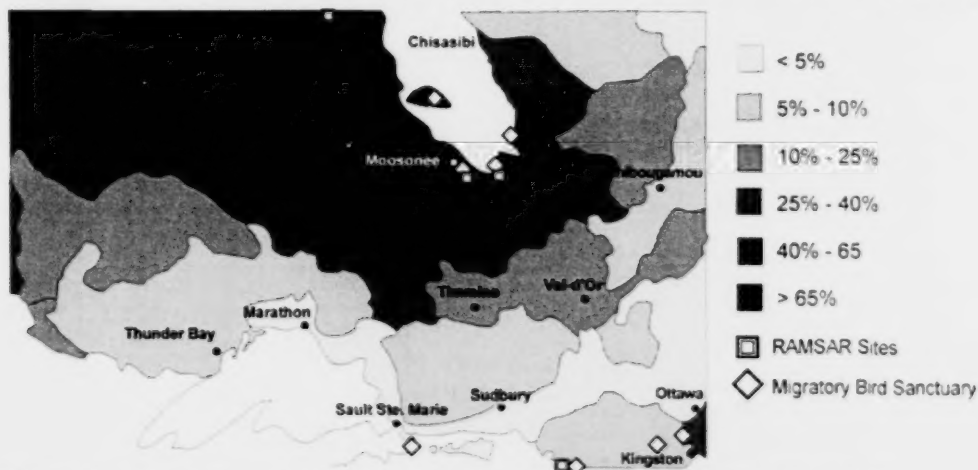 Chisasibi
< 5%
5% - 10%
Moosonee
10% - 25%
hibougamou
25% - 40%
40% - 65
> 65%
Timmins
Val-d'Or
Marathon
Thunder Bay
RAMSAR Sites
Migratory Bird Sanctuary
Sudbury
Ottawa
Sault Ste. Marie
Kingston